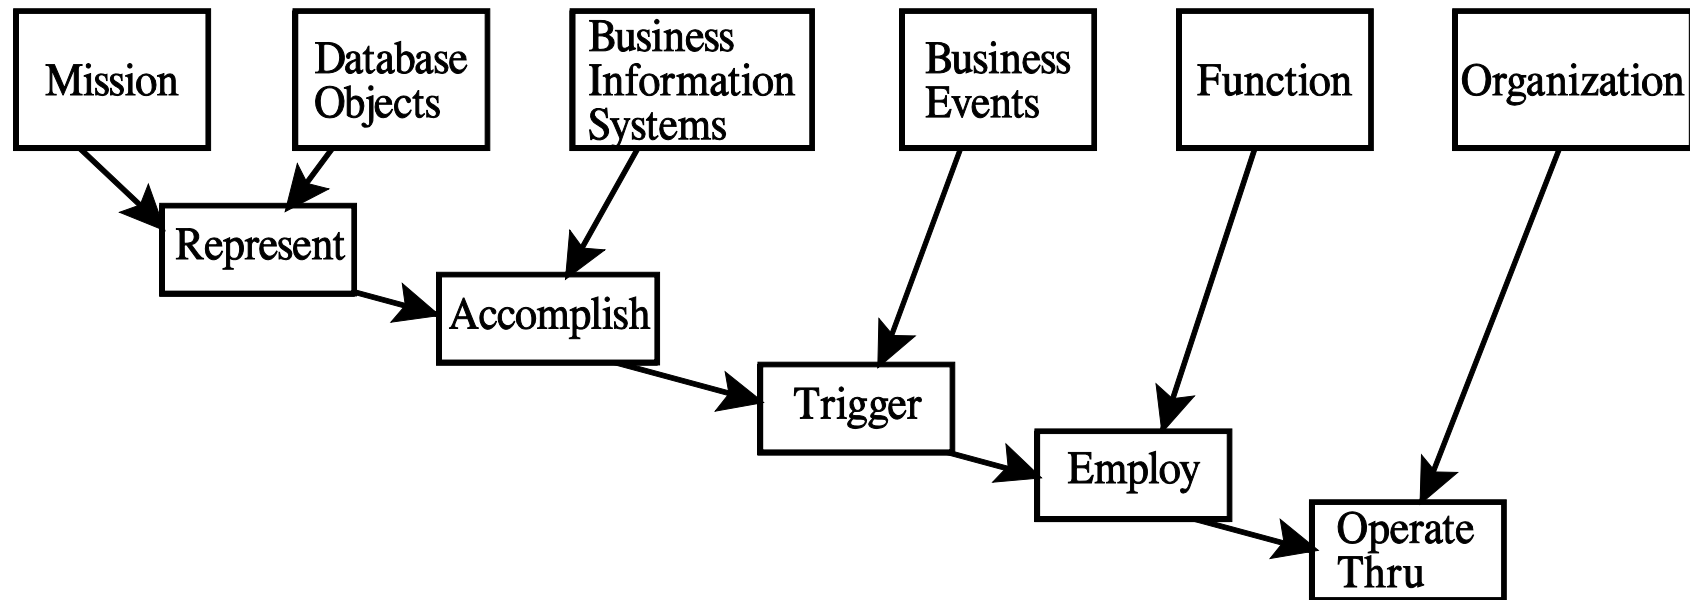 Mission
Database
Objects
Business
Information
Systems
Business
Events
Function
Organization
Represent
Accomplish
Trigger
Employ
Operate
Thru